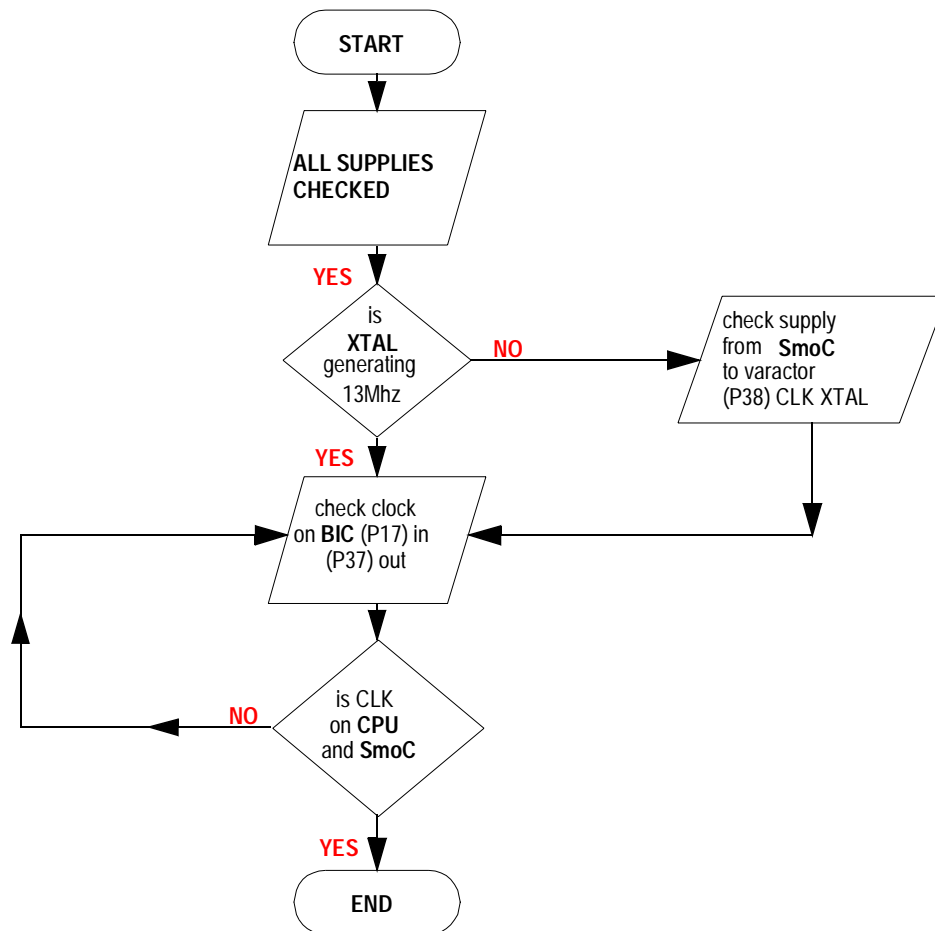 START
ALL SUPPLIES
CHECKED
YES
is
XTAL
generating
13Mhz
NO
check supply
from SmoC
to varactor
(P38) CLK XTAL
YES
check clock
on BIC (P17) in
(P37) out
is CLK
on CPU
and SmoC
NO
YES
END